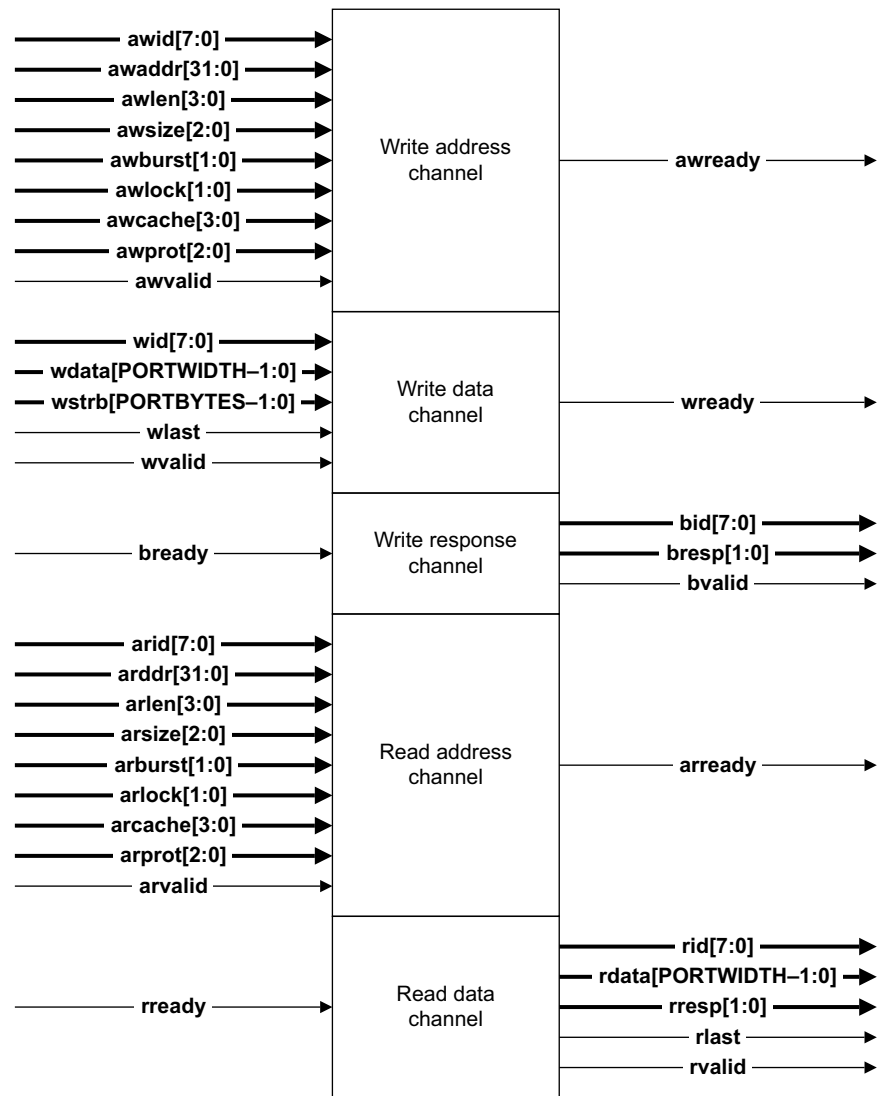 awid[7:0]
awaddr[31:0]
awlen[3:0]
awsize[2:0]
awburst[1:0]
awlock[1:0]
awcache[3:0]
awprot[2:0]
awvalid
Write address
channel
awready
wid[7:0]
wdata[PORTWIDTH–1:0]
wstrb[PORTBYTES–1:0]
wlast
wvalid
Write data
channel
wready
bready
Write response
channel
bid[7:0]
bresp[1:0]
bvalid
arid[7:0]
arddr[31:0]
arlen[3:0]
arsize[2:0]
arburst[1:0]
arlock[1:0]
arcache[3:0]
arprot[2:0]
arvalid
Read address
channel
arready
rready
Read data
channel
rid[7:0]
rdata[PORTWIDTH–1:0]
rresp[1:0]
rlast
rvalid